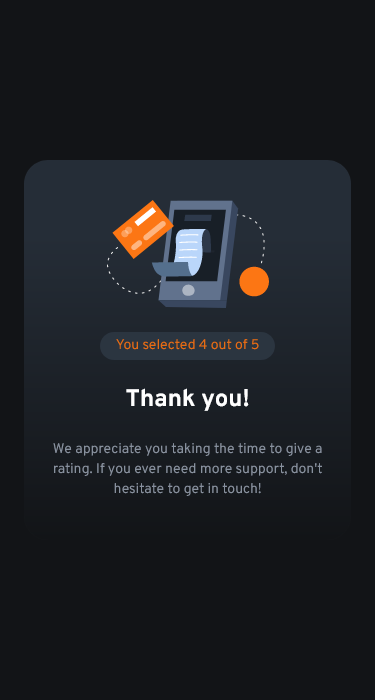 You selected 4 out of 5
Thank you!
We appreciate you taking the time to give a
rating. If you ever need more support, don't
hesitate to get in touch!